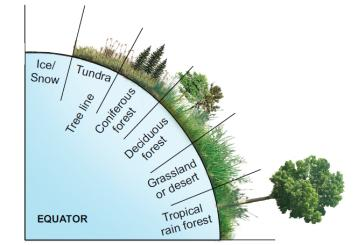 Ice/
Snow
Tundra
Tree line
Coniferous
forest
Deciduous
forest
Grassland
or desert
Tropical
rain forest
EQUATOR